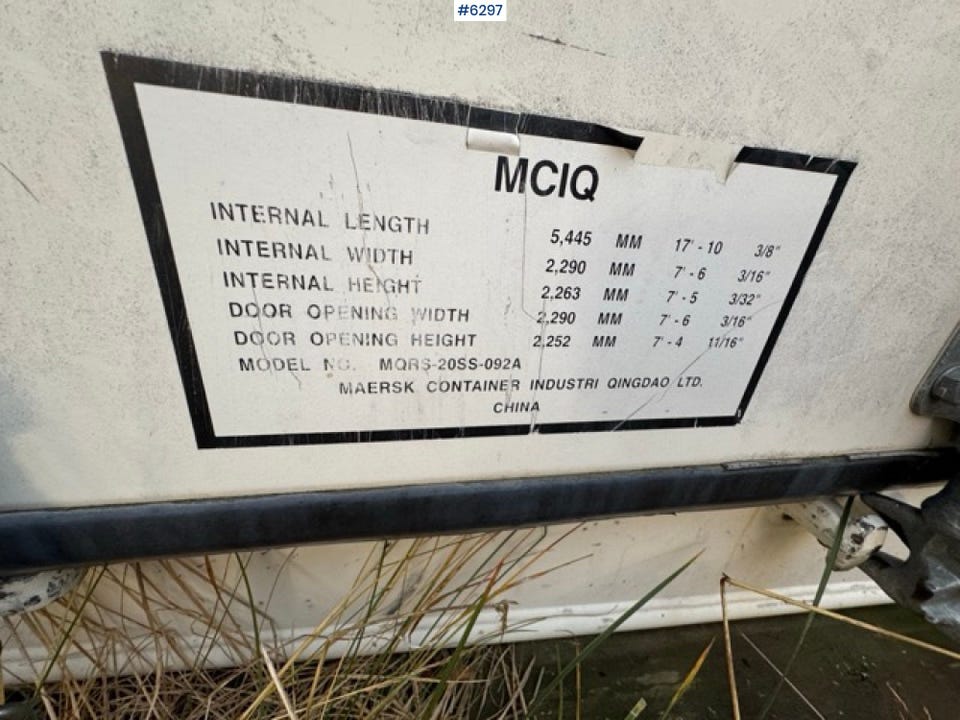 #6297
MCIQ
INTERNAL LENGTH 5,445 MM 17' - 10 3/8"
INTERNAL WIDTH 2,290 MM 7' - 6 3/16"
INTERNAL HEIGHT 2,263 MM 7' - 5 3/32"
DOOR OPENING WIDTH 2,290 MM 7' - 6 3/16"
DOOR OPENING HEIGHT 2,252 MM 7' - 4 11/16"
MODEL NO. MQRS-20SS-092A
MAERSK CONTAINER INDUSTRI QINGDAO LTD.
CHINA